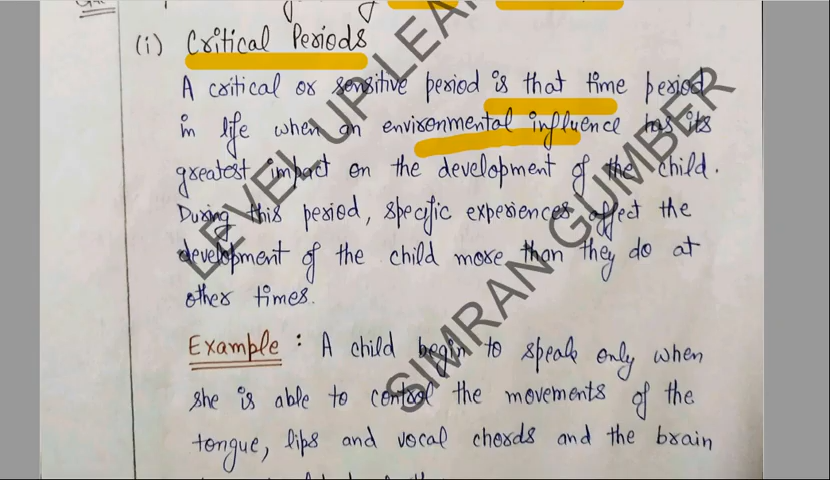 (i) Critical Periods
A critical or sensitive period is that time period
in life when an environmental influence has its
greatest impact on the development of the child.
During this period, specific experiences affect the
development of the child more than they do at
other times.
Example : A child begin to speak only when
she is able to control the movements of the
tongue, lips and vocal chords and the brain
LEVEL UP LEA
SIMRAN GUMBER